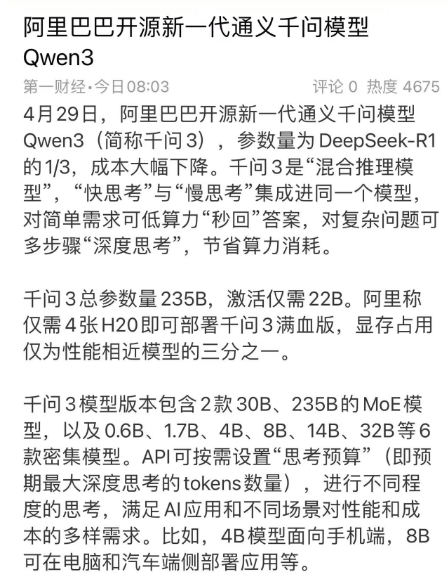 阿里巴巴开源新一代通义千问模型
Qwen3
第一财经·今日08:03 评论 0 热度 4675
4月29日，阿里巴巴开源新一代通义千问模型
Qwen3（简称千问3），参数量为DeepSeek-R1
的1/3，成本大幅下降。千问3是“混合推理模
型”，“快思考”与“慢思考”集成进同一个模型，
对简单需求可低算力“秒回”答案，对复杂问题可
多步骤“深度思考”，节省算力消耗。
千问3总参数量235B，激活仅需22B。阿里称
仅需4张H20即可部署千问3满血版，显存占用
仅为性能相近模型的三分之一。
千问3模型版本包含2款30B、235B的MoE模
型，以及0.6B、1.7B、4B、8B、14B、32B等6
款密集模型。API可按需设置“思考预算”（即预
期最大深度思考的tokens数量），进行不同程
度的思考，满足AI应用和不同场景对性能和成
本的多样需求。比如，4B模型面向手机端，8B
可在电脑和汽车端侧部署应用等。